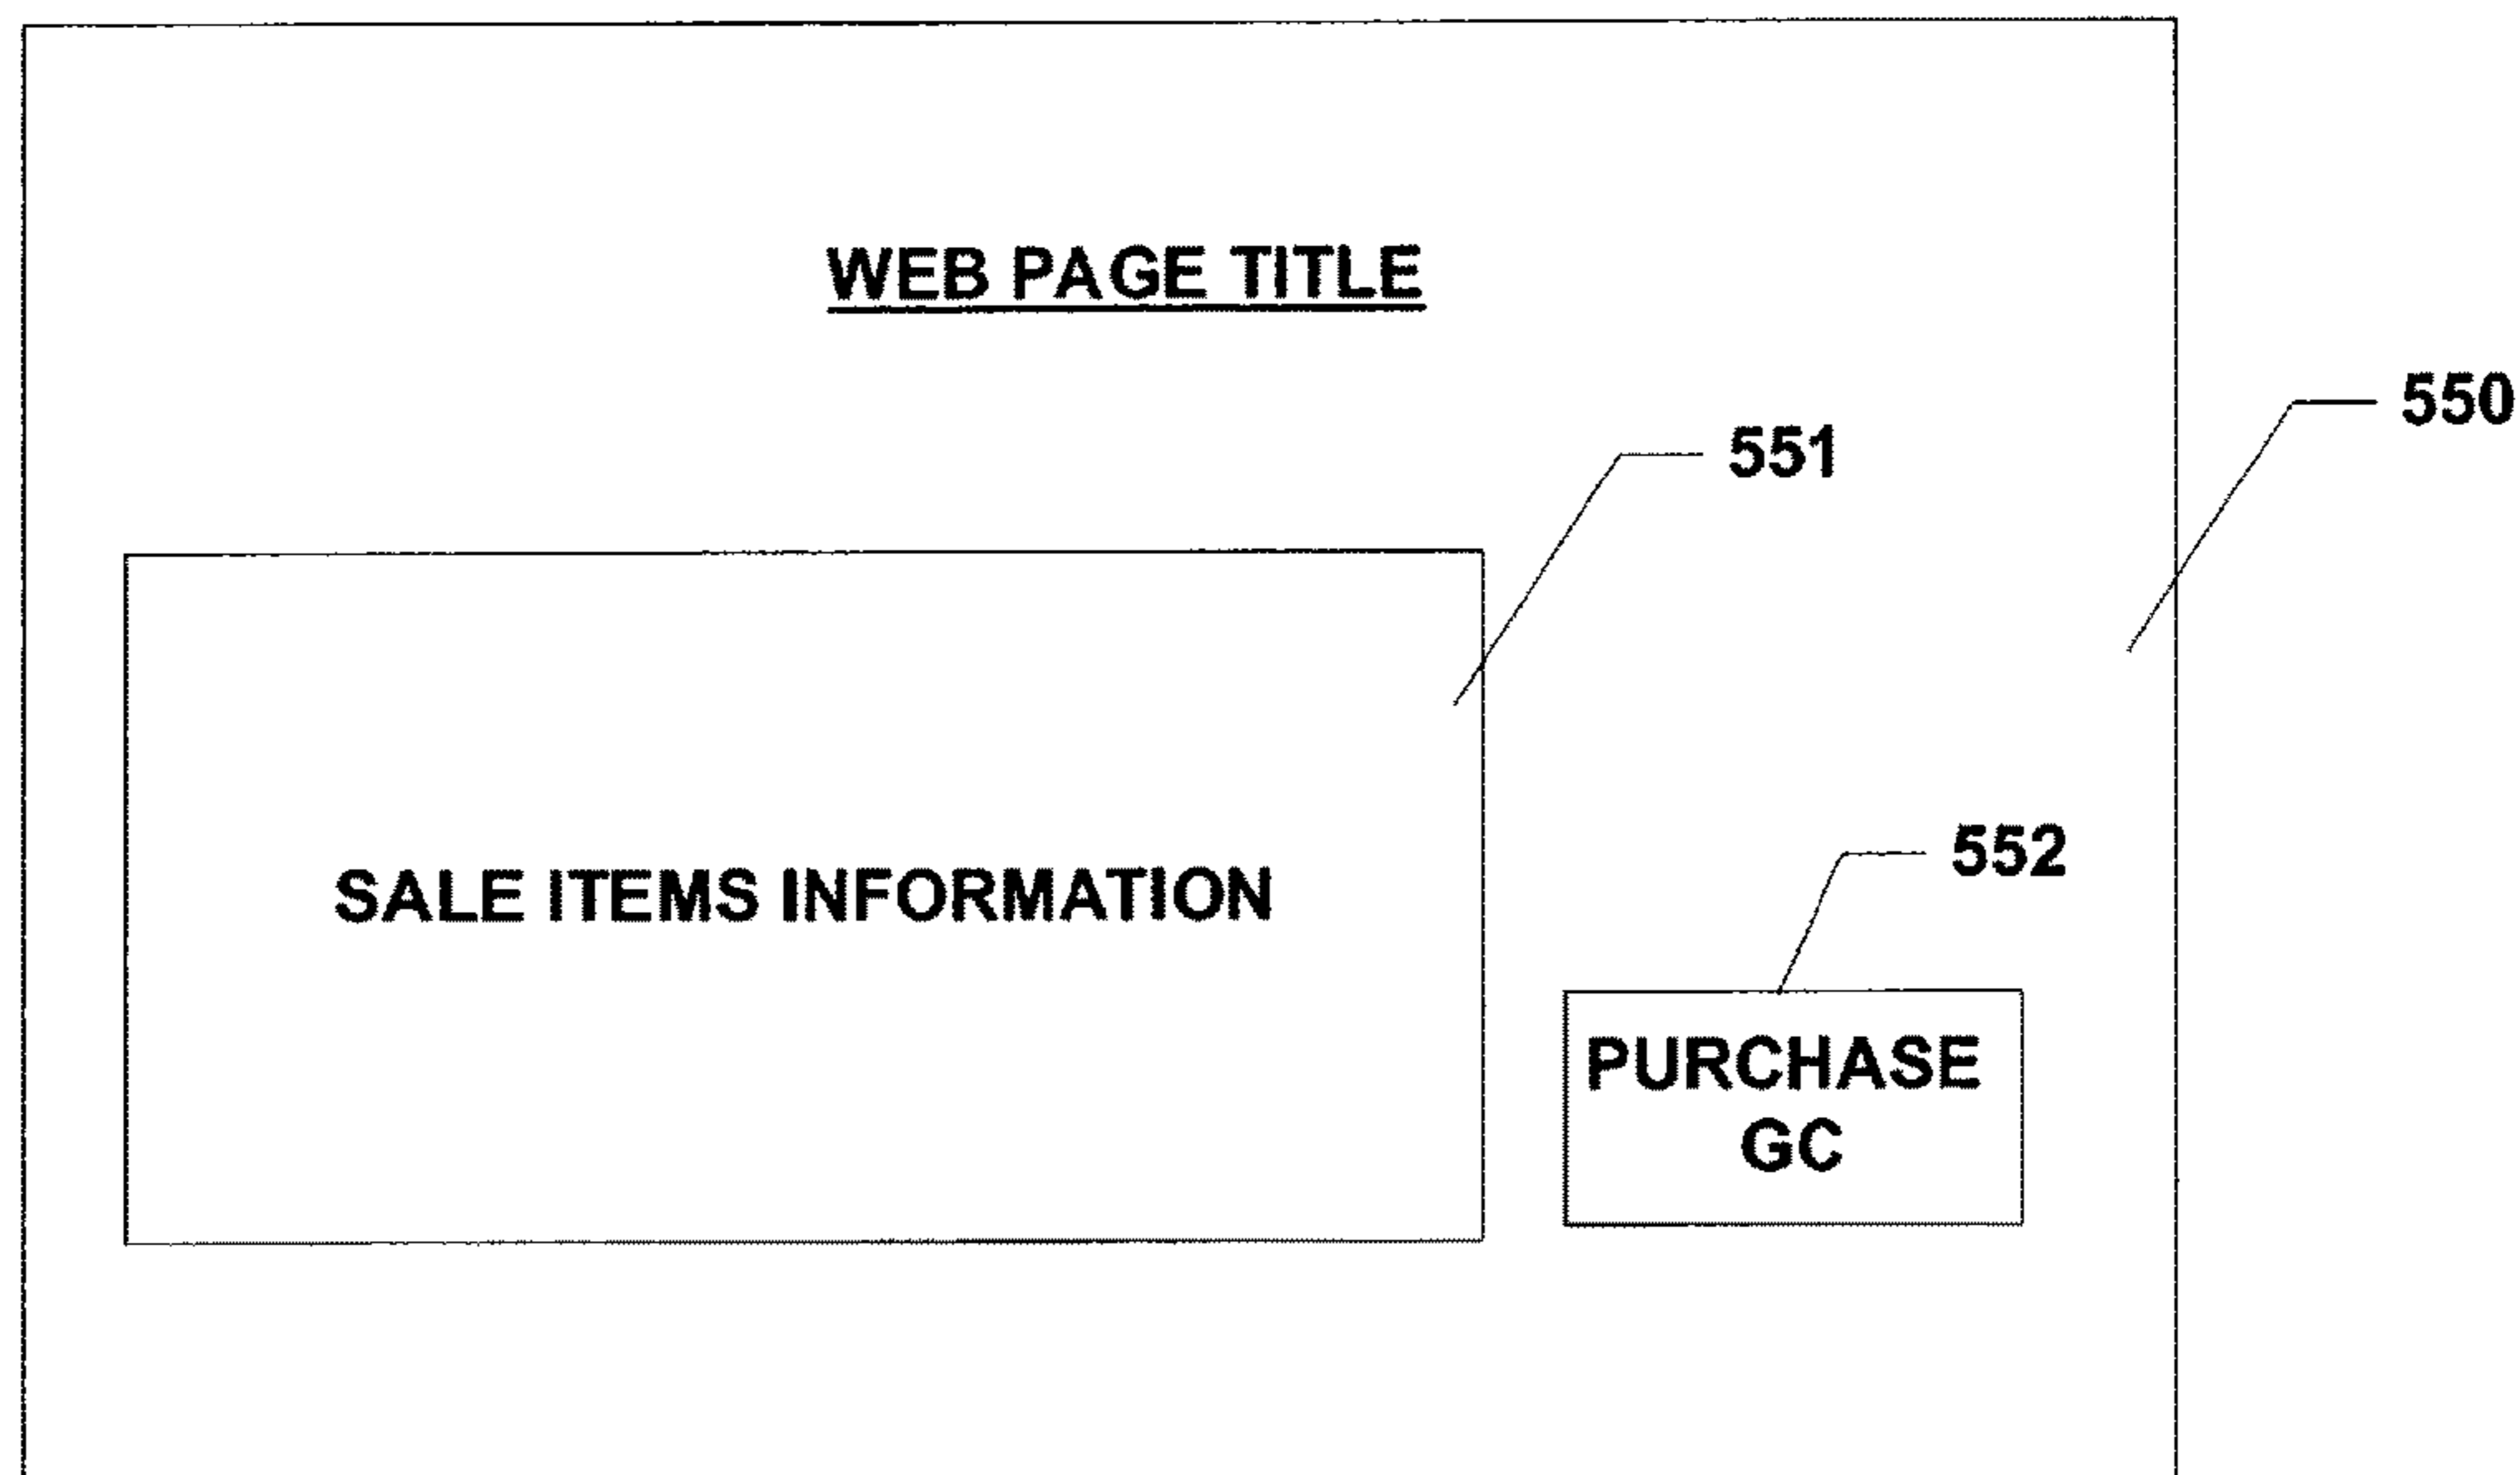 WEB PAGE TITLE
550
551
552
SALE ITEMS INFORMATION
PURCHASE
GC